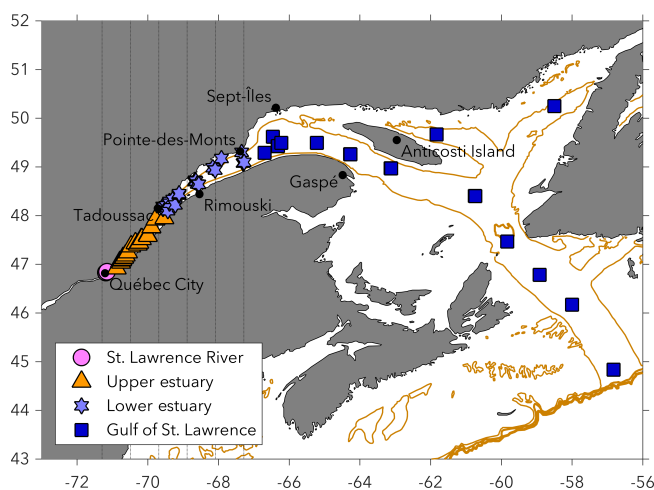 52
51
50
49
48
47
46
45
44
43
Sept-Îles
Pointe-des-Monts
Anticosti Island
Gaspé
Rimouski
Tadoussac
Québec City
St. Lawrence River
Upper estuary
Lower estuary
Gulf of St. Lawrence
-72 -70 -68 -66 -64 -62 -60 -58 -56